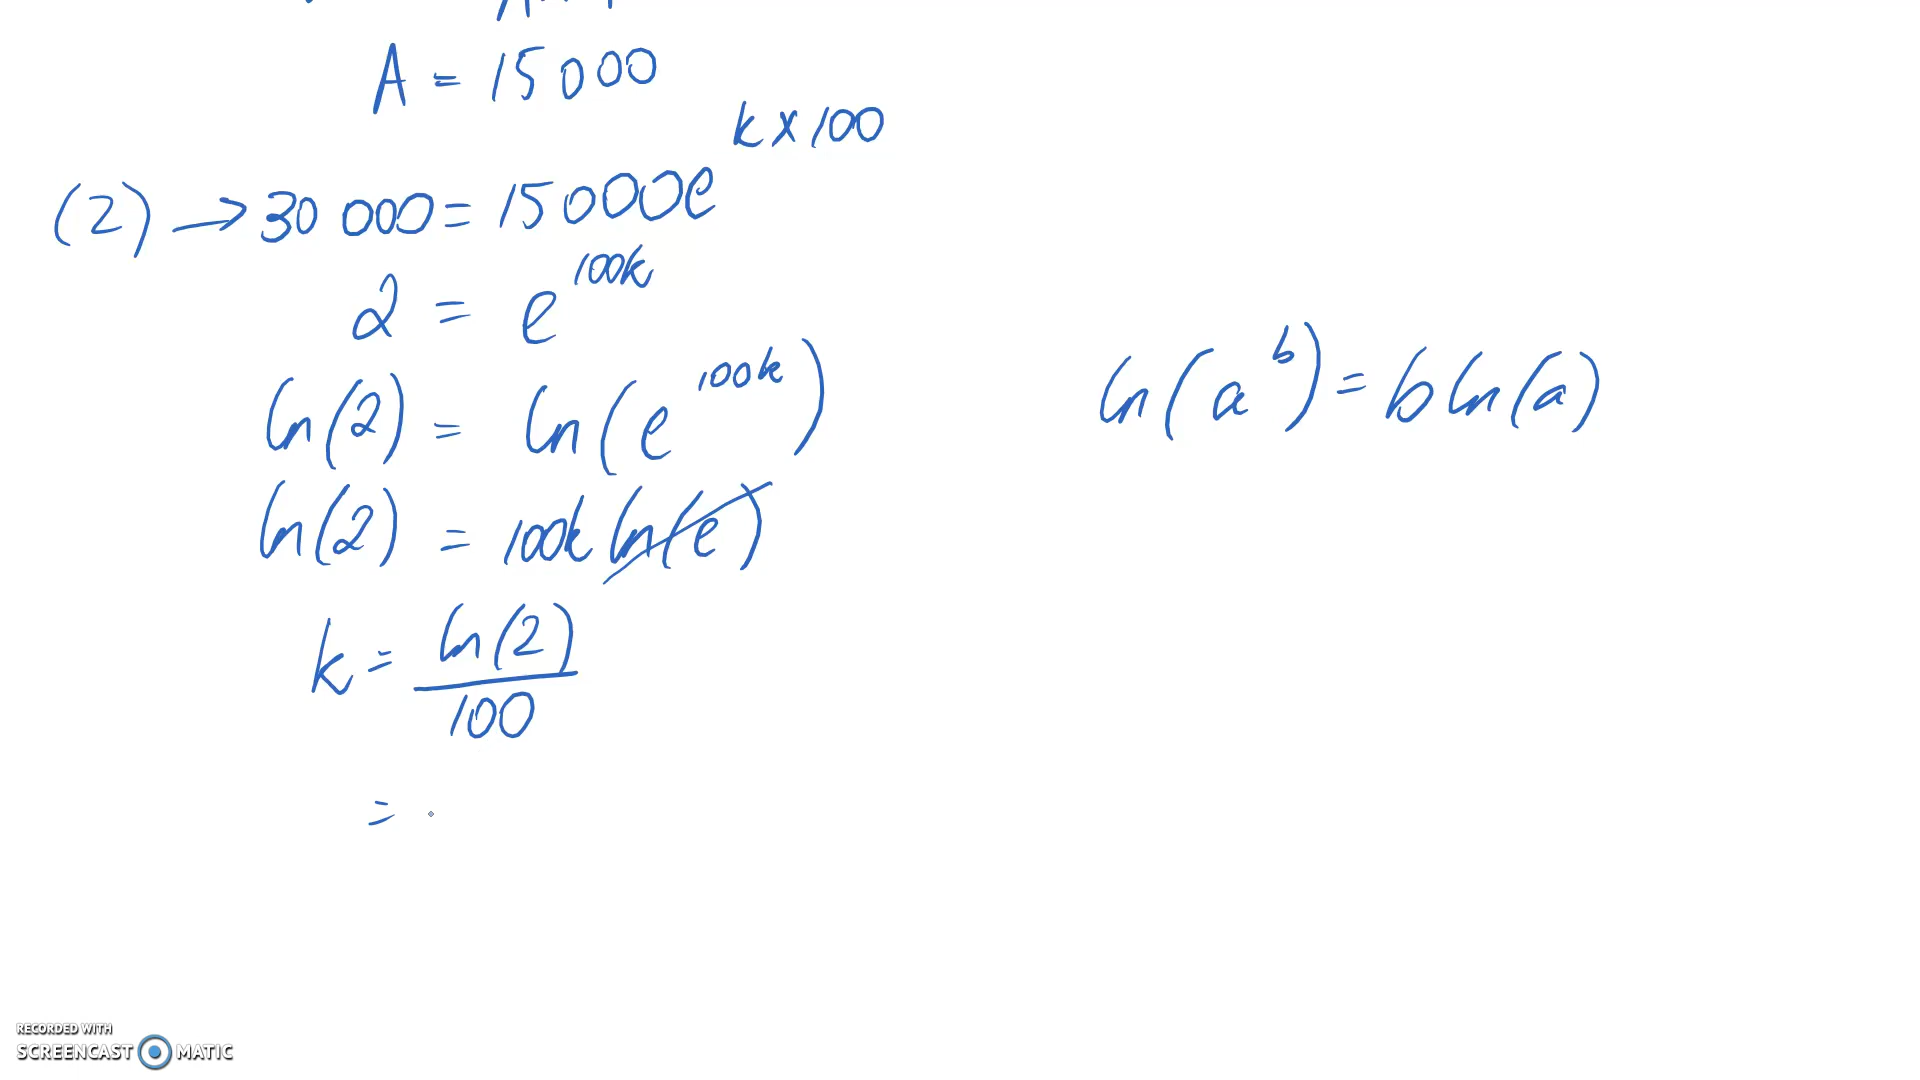 A = 15000
k x 100
(2) → 30 000 = 15000e
100k
2 = e
ln(2) = ln(e^100k)
ln(a^b) = b ln(a)
ln(2) = 100k ln(e)
k = ln(2)
100
= .
RECORDED WITH
SCREENCAST MATIC